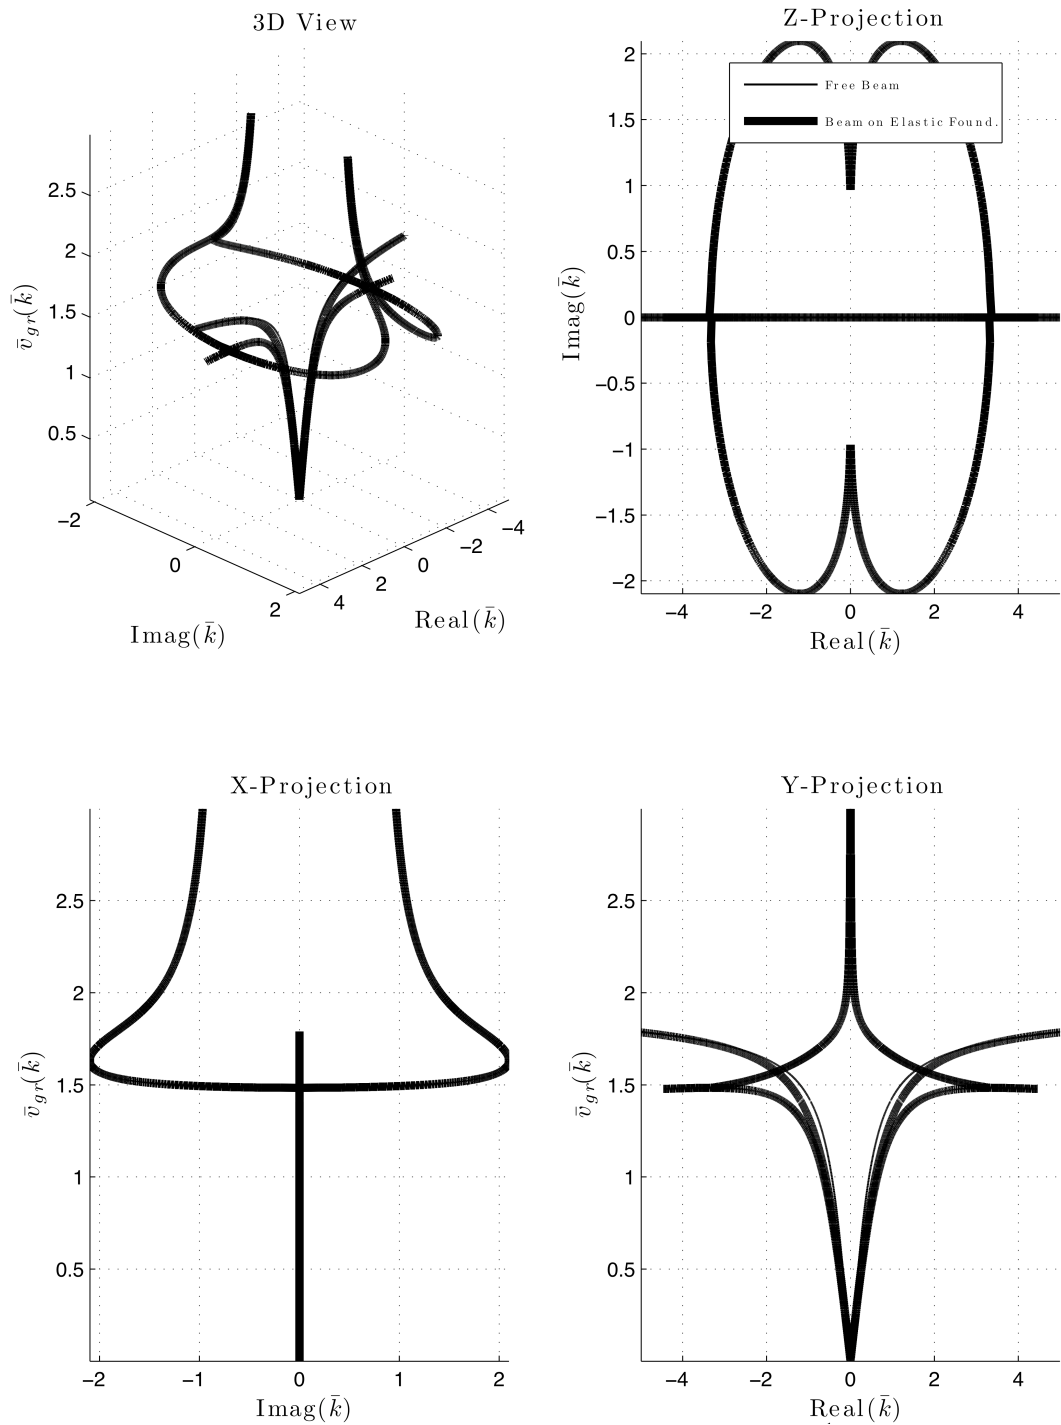 3D View
2.5
2
1.5
1
0.5
v̄gr(k̄)
−2
0
2
Imag(k̄)
4
2
0
−2
−4
Real(k̄)
Z-Projection
Free Beam
Beam on Elastic Found.
2
1.5
1
0.5
0
−0.5
−1
−1.5
−2
Imag(k̄)
−4 −2 0 2 4
Real(k̄)
X-Projection
2.5
2
1.5
1
0.5
v̄gr(k̄)
−2 −1 0 1 2
Imag(k̄)
Y-Projection
2.5
2
1.5
1
0.5
v̄gr(k̄)
−4 −2 0 2 4
Real(k̄)